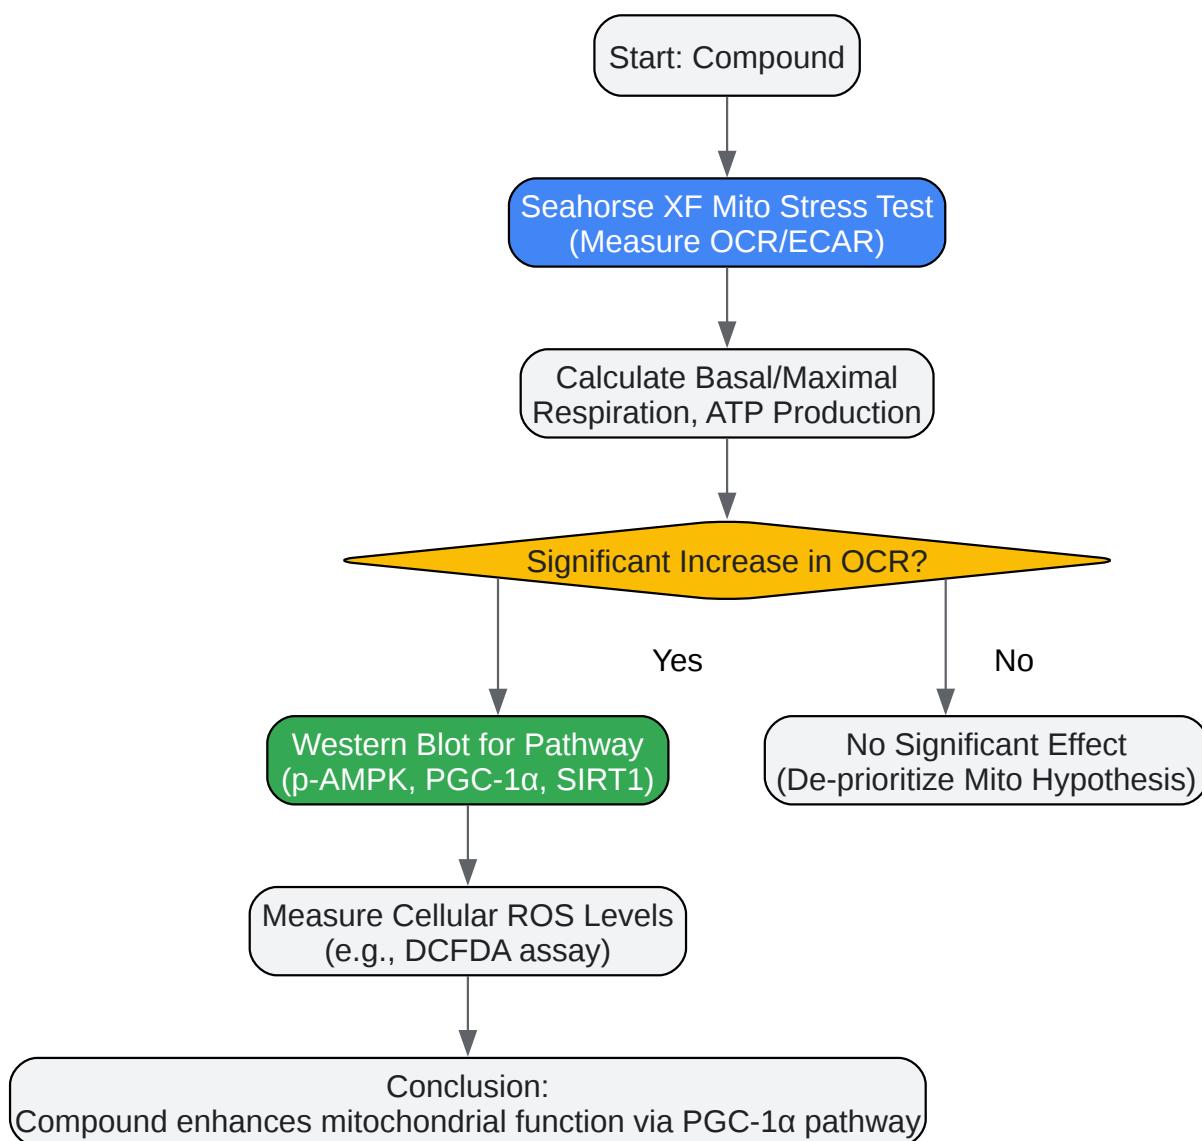 Start: Compound
Seahorse XF Mito Stress Test
(Measure OCR/ECAR)
Calculate Basal/Maximal
Respiration, ATP Production
Significant Increase in OCR?
Yes
No
Western Blot for Pathway
(p-AMPK, PGC-1α, SIRT1)
No Significant Effect
(De-prioritize Mito Hypothesis)
Measure Cellular ROS Levels
(e.g., DCFDA assay)
Conclusion:
Compound enhances mitochondrial function via PGC-1α pathway